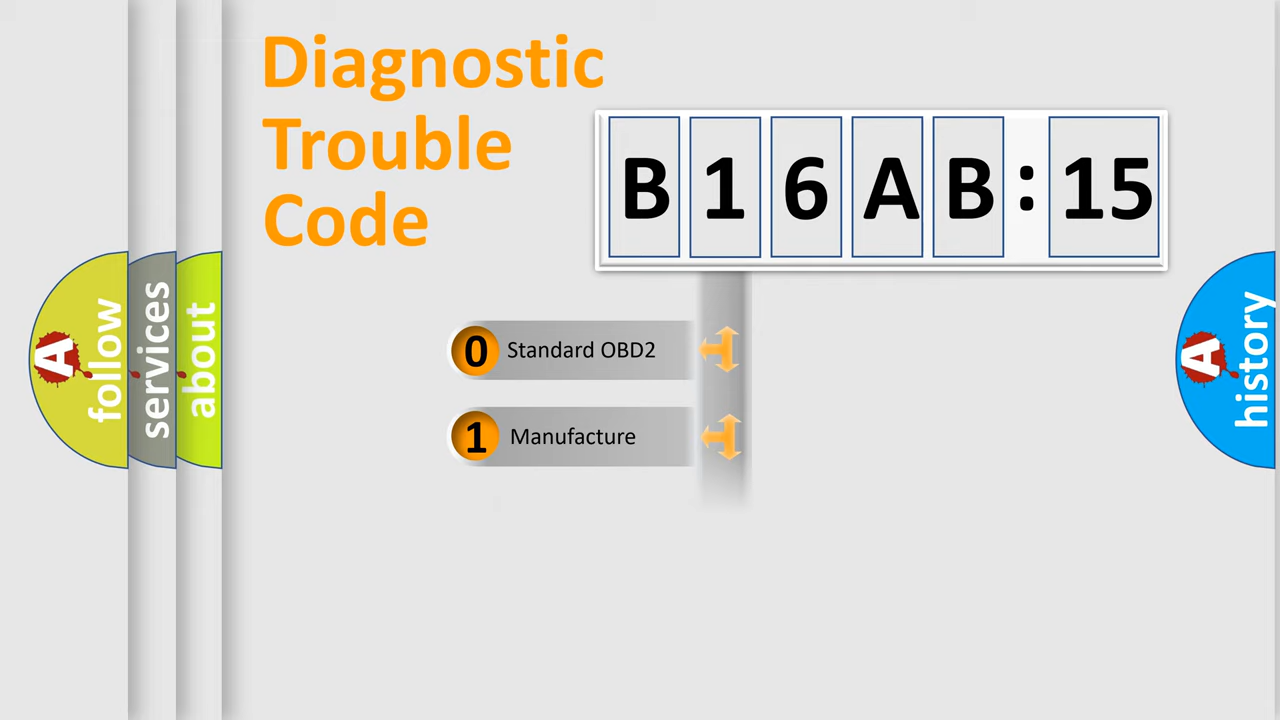 Diagnostic
Trouble
Code
B 1 6 A B : 15
0 Standard OBD2
1 Manufacture
A follow
services
about
A history